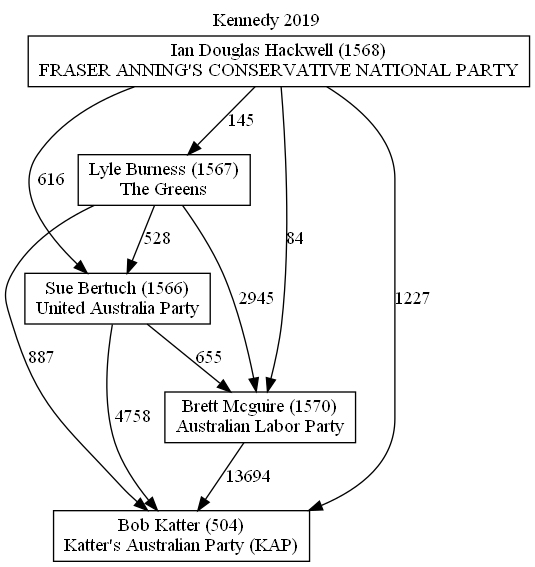 Kennedy 2019
Ian Douglas Hackwell (1568)
FRASER ANNING'S CONSERVATIVE NATIONAL PARTY
145
Lyle Burness (1567)
The Greens
616
528
84
Sue Bertuch (1566)
United Australia Party
2945
1227
887
655
Brett Mcguire (1570)
Australian Labor Party
4758
13694
Bob Katter (504)
Katter's Australian Party (KAP)